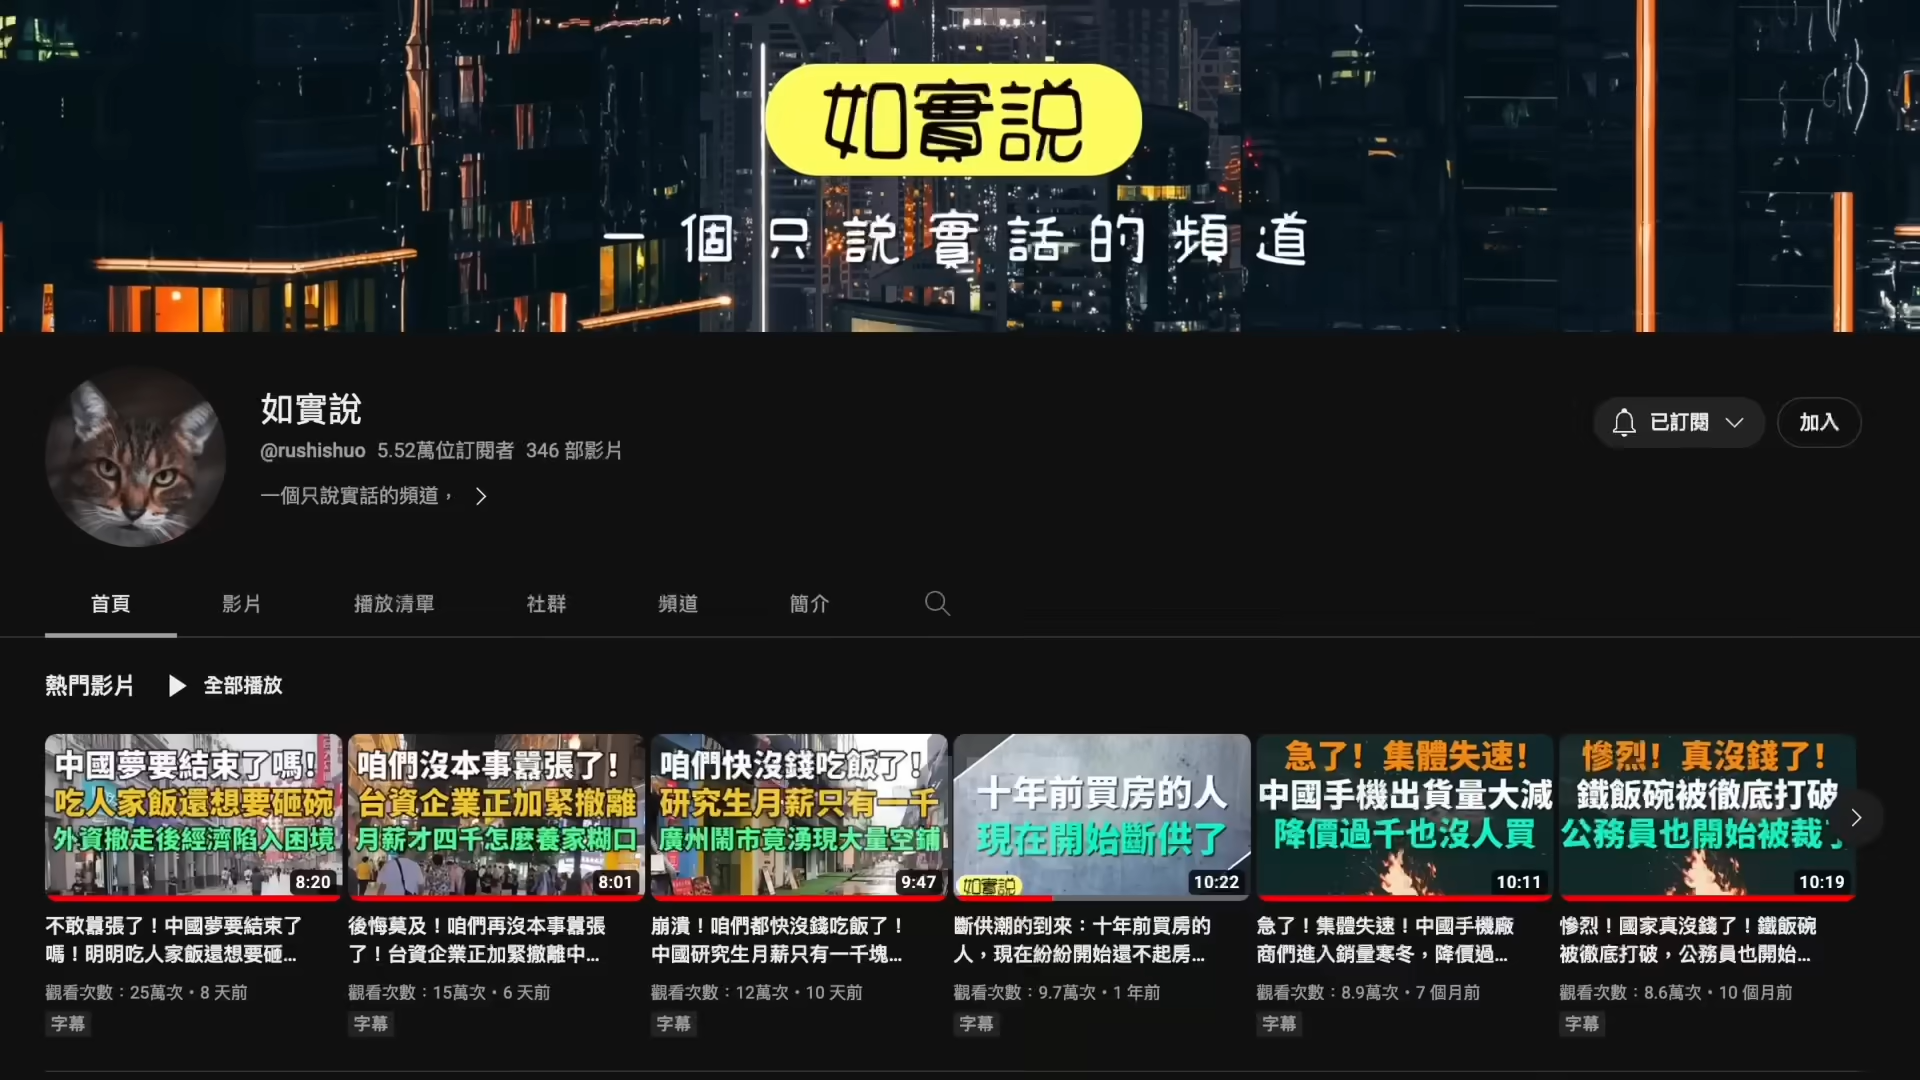 如實說
一個只說實話的頻道
如實說
@rushishuo 5.52萬位訂閱者 346 部影片
一個只說實話的頻道，
已訂閱
加入
首頁 影片 播放清單 社群 頻道 簡介
熱門影片 全部播放
中國夢要結束了嗎！
吃人家飯還想要砸碗
外資撤走後經濟陷入困境
8:20
不敢囂張了！中國夢要結束了
嗎！明明吃人家飯還想要砸...
觀看次數：25萬次・8 天前
字幕
咱們沒本事囂張了！
台資企業正加緊撤離
月薪才四千怎麼養家糊口
8:01
後悔莫及！咱們再沒本事囂張
了！台資企業正加緊撤離中...
觀看次數：15萬次・6 天前
字幕
咱們快沒錢吃飯了！
研究生月薪只有一千
廣州鬧市竟湧現大量空鋪
9:47
崩潰！咱們都快沒錢吃飯了！
中國研究生月薪只有一千塊...
觀看次數：12萬次・10 天前
字幕
十年前買房的人
現在開始斷供了
如實說
10:22
斷供潮的到來：十年前買房的
人，現在紛紛開始還不起房...
觀看次數：9.7萬次・1 年前
字幕
急了！集體失速！
中國手機出貨量大減
降價過千也沒人買
10:11
急了！集體失速！中國手機廠
商們進入銷量寒冬，降價過...
觀看次數：8.9萬次・7 個月前
字幕
慘烈！真沒錢了！
鐵飯碗被徹底打破
公務員也開始被裁
10:19
慘烈！國家真沒錢了！鐵飯碗
被徹底打破，公務員也開始...
觀看次數：8.6萬次・10 個月前
字幕